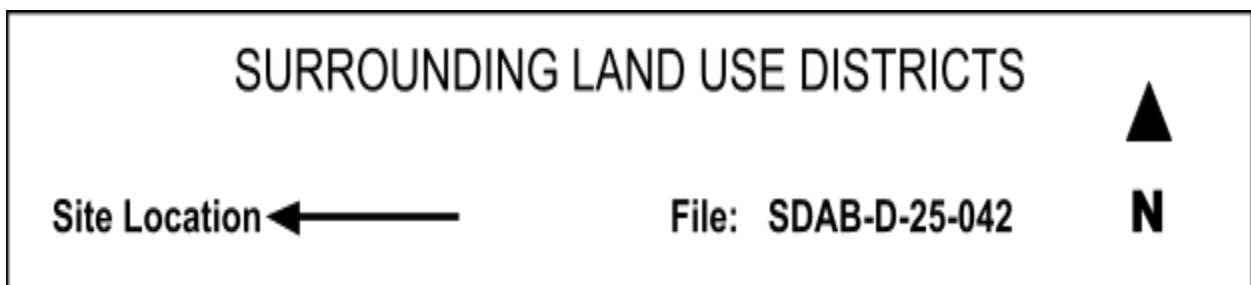 SURROUNDING LAND USE DISTRICTS
Site Location File: SDAB-D-25-042 N